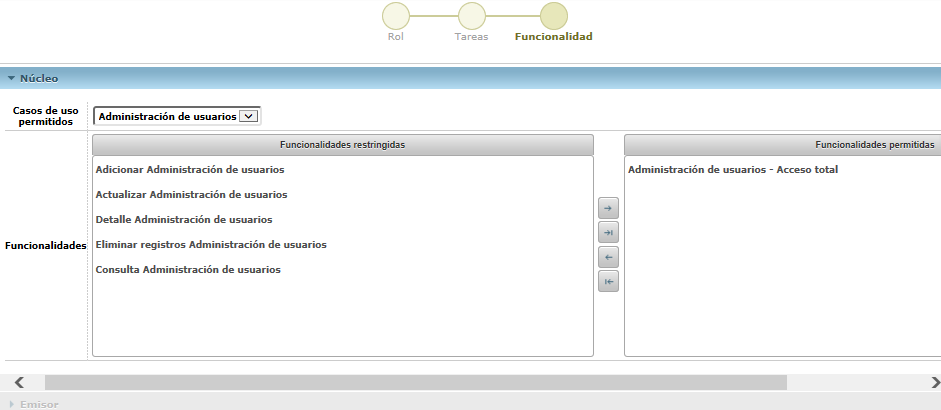 Rol
Tareas
Funcionalidad
Núcleo
Casos de uso
permitidos
Administración de usuarios
Funcionalidades
Funcionalidades restringidas
Adicionar Administración de usuarios
Actualizar Administración de usuarios
Detalle Administración de usuarios
Eliminar registros Administración de usuarios
Consulta Administración de usuarios
Funcionalidades permitidas
Administración de usuarios - Acceso total
Emisor